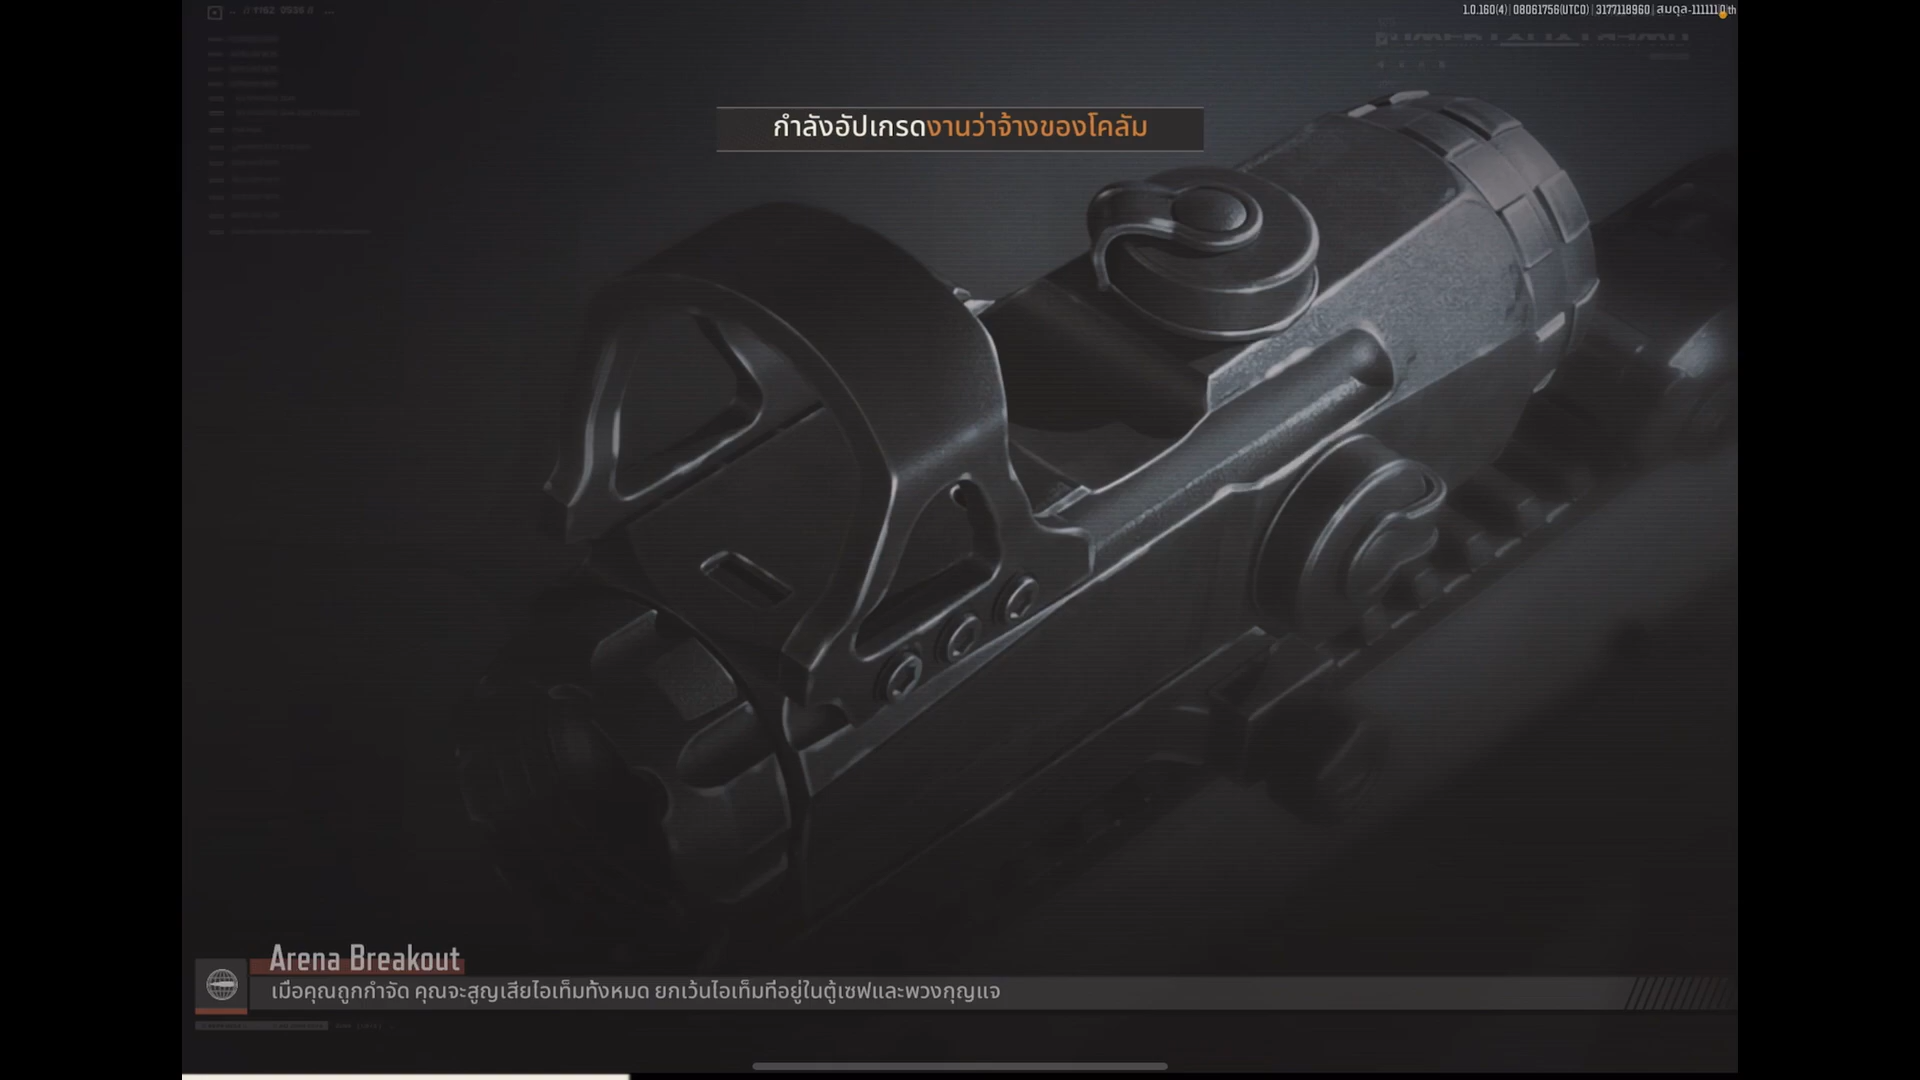 1.0.160(4) | 08061756(UTC0) | 3177118960 | สมดุล-111111|0|th
กำลังอัปเกรดงานว่าจ้างของโคลัม
Arena Breakout
เมื่อคุณถูกกำจัด คุณจะสูญเสียไอเท็มทั้งหมด ยกเว้นไอเท็มที่อยู่ในตู้เซฟและพวงกุญแจ